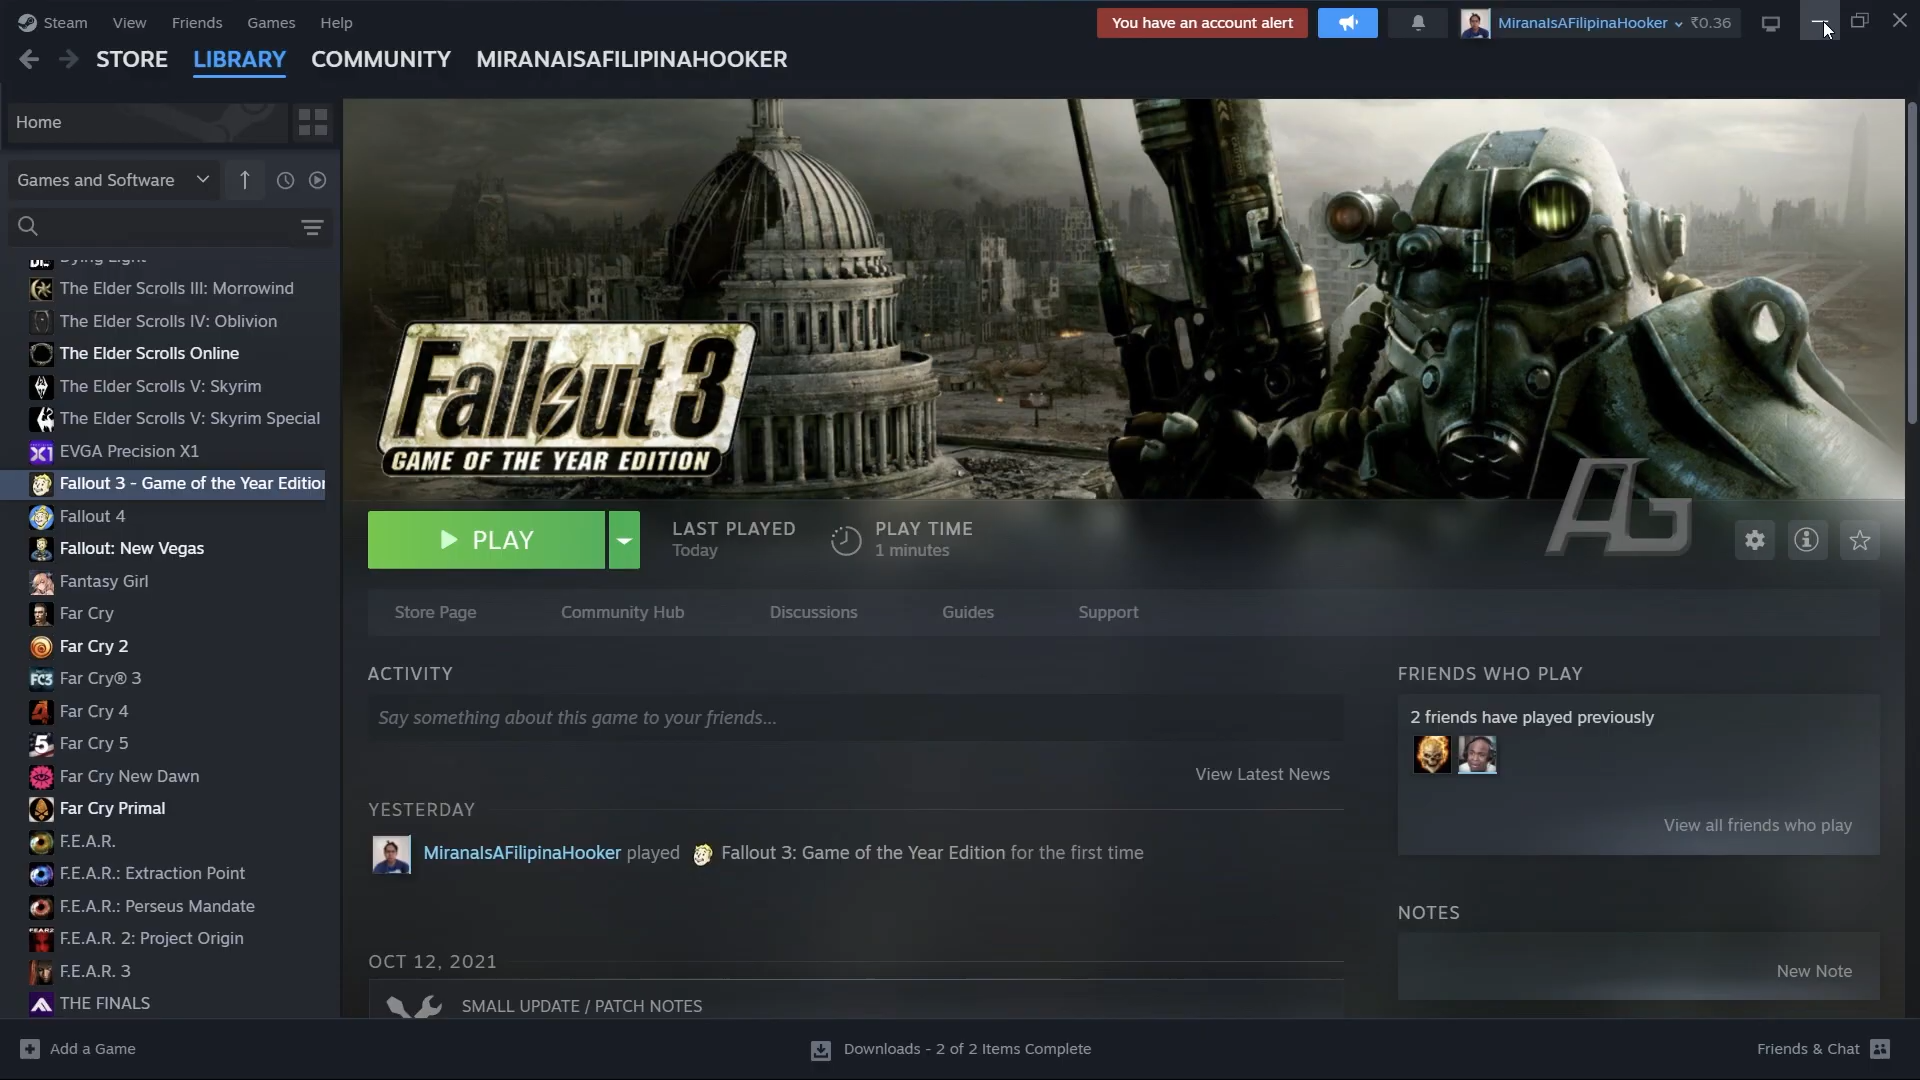 Steam View Friends Games Help
You have an account alert
MiranaIsAFilipinaHooker ₹0.36
STORE LIBRARY COMMUNITY MIRANAISAFILIPINAHOOKER
Home
Games and Software
Dying Light
The Elder Scrolls III: Morrowind
The Elder Scrolls IV: Oblivion
The Elder Scrolls Online
The Elder Scrolls V: Skyrim
The Elder Scrolls V: Skyrim Special
EVGA Precision X1
Fallout 3 - Game of the Year Edition
Fallout 4
Fallout: New Vegas
Fantasy Girl
Far Cry
Far Cry 2
Far Cry® 3
Far Cry 4
Far Cry 5
Far Cry New Dawn
Far Cry Primal
F.E.A.R.
F.E.A.R.: Extraction Point
F.E.A.R.: Perseus Mandate
F.E.A.R. 2: Project Origin
F.E.A.R. 3
THE FINALS
Fallout 3
GAME OF THE YEAR EDITION
AG
PLAY
LAST PLAYED
Today
PLAY TIME
1 minutes
Store Page Community Hub Discussions Guides Support
ACTIVITY
Say something about this game to your friends...
View Latest News
YESTERDAY
MiranaIsAFilipinaHooker played Fallout 3: Game of the Year Edition for the first time
OCT 12, 2021
SMALL UPDATE / PATCH NOTES
FRIENDS WHO PLAY
2 friends have played previously
View all friends who play
NOTES
New Note
Add a Game
Downloads - 2 of 2 Items Complete
Friends & Chat